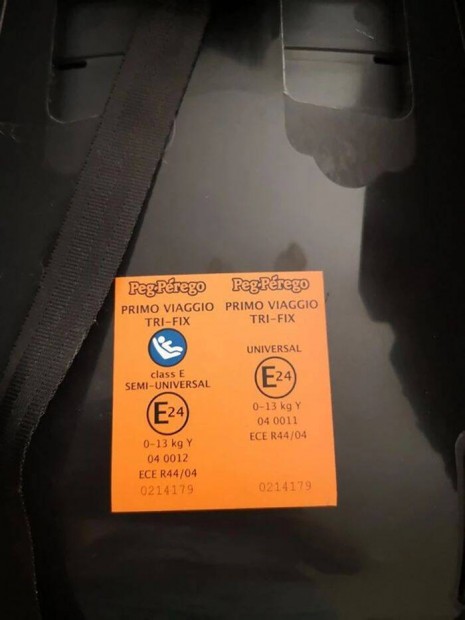 Peg-Pérego
PRIMO VIAGGIO
TRI-FIX
class E
SEMI-UNIVERSAL
E24
0-13 kg Y
04 0012
ECE R44/04
0214179
Peg-Pérego
PRIMO VIAGGIO
TRI-FIX
UNIVERSAL
E24
0-13 kg Y
04 0011
ECE R44/04
0214179